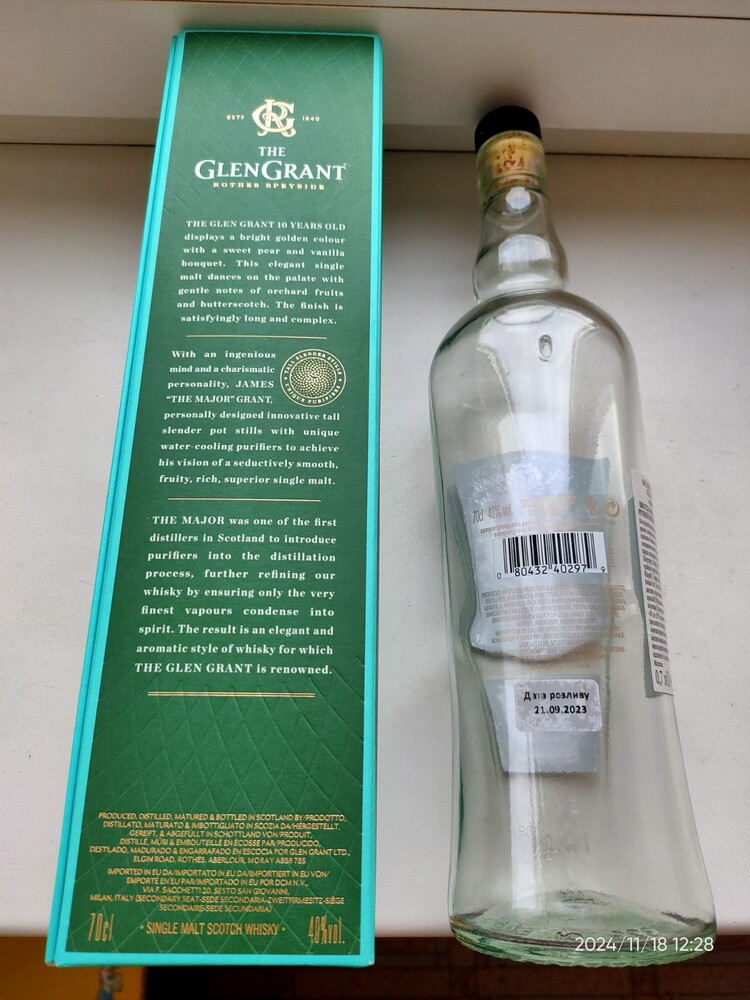 ESTD 1840
THE
GLENGRANT
ROTHES SPEYSIDE
THE GLEN GRANT 10 YEARS OLD
displays a bright golden colour
with a sweet pear and vanilla
bouquet. This elegant single
malt dances on the palate with
gentle notes of orchard fruits
and butterscotch. The finish is
satisfyingly long and complex.
With an ingenious
mind and a charismatic
personality, JAMES
"THE MAJOR" GRANT,
TALL SLENDER STILLS
UNIQUE PURIFIERS
personally designed innovative tall
slender pot stills with unique
water-cooling purifiers to achieve
his vision of a seductively smooth,
fruity, rich, superior single malt.
THE MAJOR was one of the first
distillers in Scotland to introduce
purifiers into the distillation
process, further refining our
whisky by ensuring only the very
finest vapours condense into
spirit. The result is an elegant and
aromatic style of whisky for which
THE GLEN GRANT is renowned.
PRODUCED, DISTILLED, MATURED & BOTTLED IN SCOTLAND BY/PRODOTTO,
DISTILLATO, MATURATO & IMBOTTIGLIATO IN SCOZIA DA/HERGESTELLT,
GEREIFT, & ABGEFÜLLT IN SCHOTTLAND VON/PRODUIT,
DISTILLÉ, MÛRI & EMBOUTEILLÉ EN ÉCOSSE PAR/PRODUCIDO,
DESTILADO, MADURADO & ENGARRAFADO EN ESCOCIA POR GLEN GRANT LTD.,
ELGIN ROAD, ROTHES, ABERLOUR, MORAY AB38 7BS
IMPORTED IN EU DA/IMPORTATO IN EU DA/IMPORTIERT IN EU VON/
EMPORTÉ EN EU PAR/IMPORTADO IN EU POR DCM N.V.,
VIA F. SACCHETTI 20, SESTO SAN GIOVANNI,
MILAN, ITALY (SECONDARY SEAT-SEDE SECONDARIA-ZWEITFIRMESITZ-SIÈGE
SECONDAIRE-SEDE SECUNDARIA)
70cl • SINGLE MALT SCOTCH WHISKY • 40%vol.
70cl 40% vol.
0 80432 40297 9
Дата розливу
21.09.2023
2024/11/18 12:28